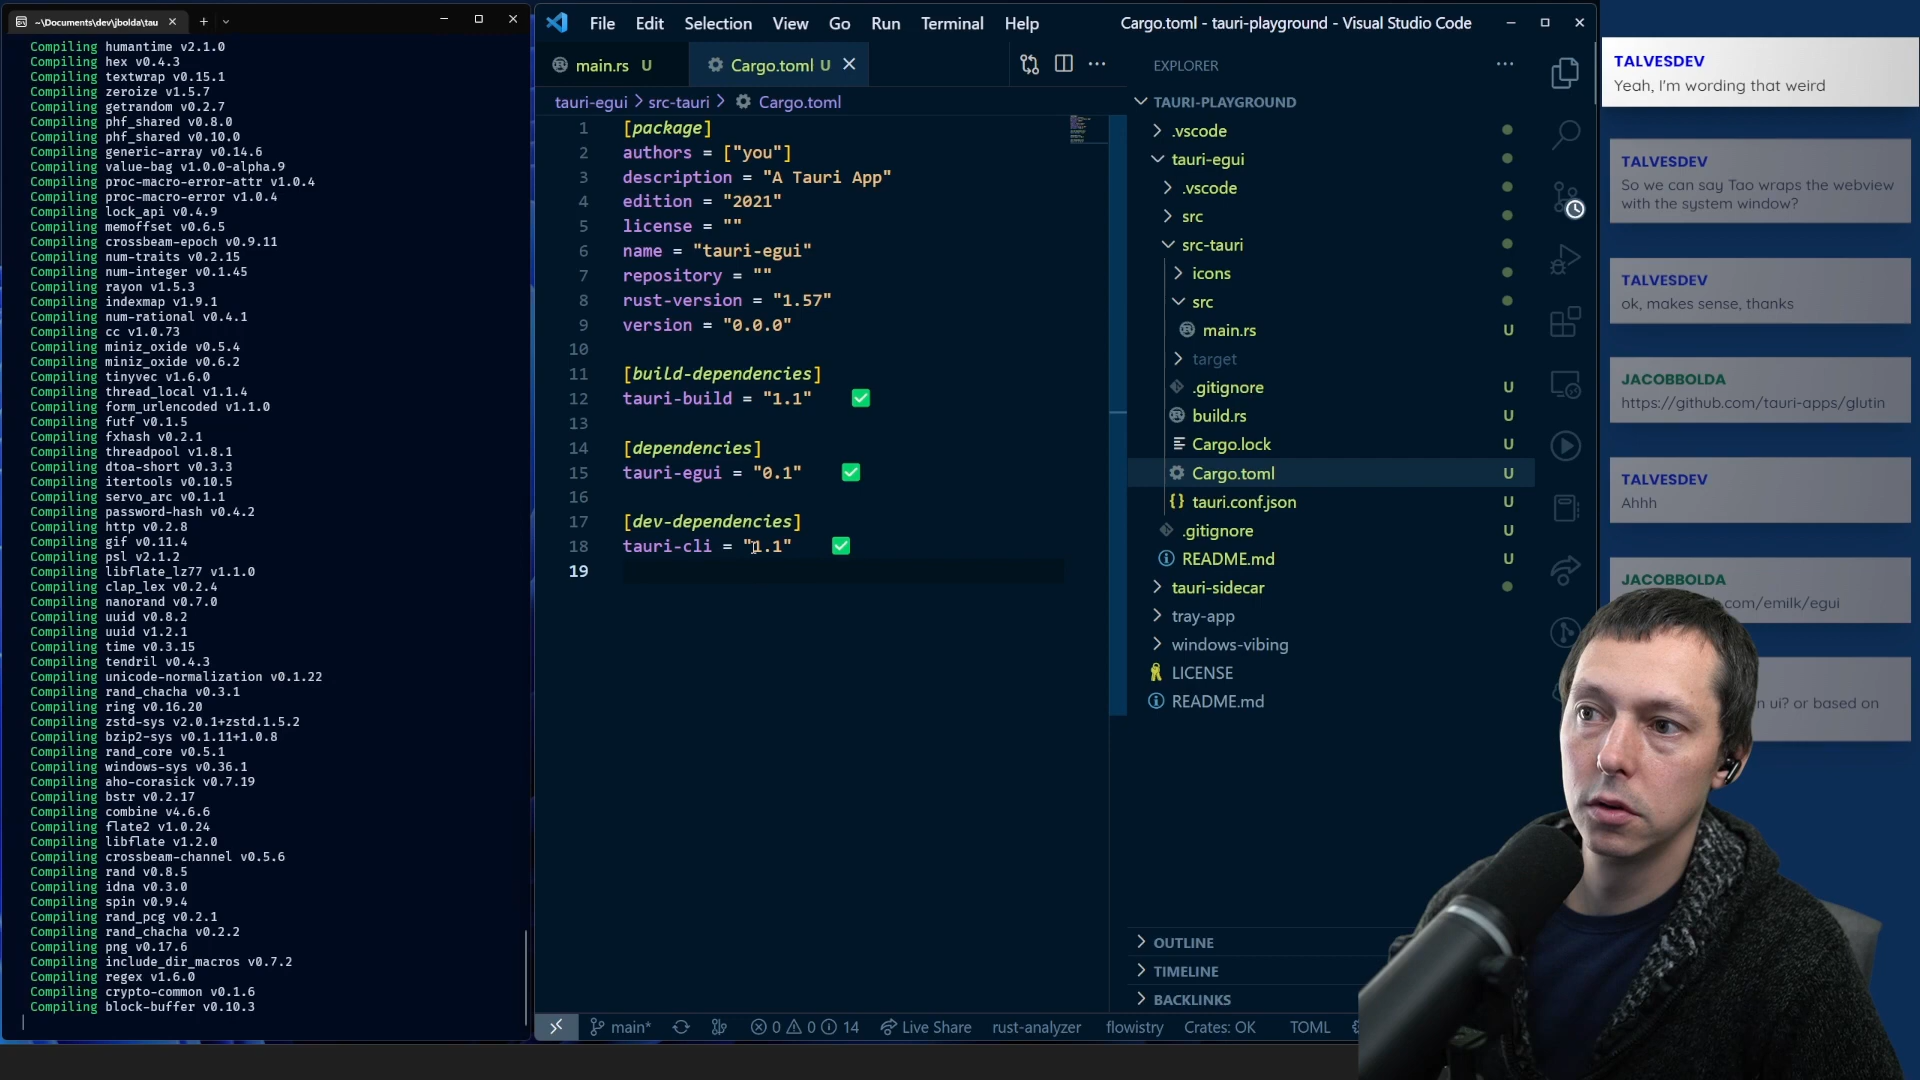 ~\Documents\dev\jbolda\tau
Compiling humantime v2.1.0
Compiling hex v0.4.3
Compiling textwrap v0.15.1
Compiling zeroize v1.5.7
Compiling getrandom v0.2.7
Compiling phf_shared v0.8.0
Compiling phf_shared v0.10.0
Compiling generic-array v0.14.6
Compiling value-bag v1.0.0-alpha.9
Compiling proc-macro-error-attr v1.0.4
Compiling proc-macro-error v1.0.4
Compiling lock_api v0.4.9
Compiling memoffset v0.6.5
Compiling crossbeam-epoch v0.9.11
Compiling num-traits v0.2.15
Compiling num-integer v0.1.45
Compiling rayon v1.5.3
Compiling indexmap v1.9.1
Compiling num-rational v0.4.1
Compiling cc v1.0.73
Compiling miniz_oxide v0.5.4
Compiling miniz_oxide v0.6.2
Compiling tinyvec v1.6.0
Compiling thread_local v1.1.4
Compiling form_urlencoded v1.1.0
Compiling futf v0.1.5
Compiling fxhash v0.2.1
Compiling threadpool v1.8.1
Compiling dtoa-short v0.3.3
Compiling itertools v0.10.5
Compiling servo_arc v0.1.1
Compiling password-hash v0.4.2
Compiling http v0.2.8
Compiling gif v0.11.4
Compiling psl v2.1.2
Compiling libflate_lz77 v1.1.0
Compiling clap_lex v0.2.4
Compiling nanorand v0.7.0
Compiling uuid v0.8.2
Compiling uuid v1.2.1
Compiling time v0.3.15
Compiling tendril v0.4.3
Compiling unicode-normalization v0.1.22
Compiling rand_chacha v0.3.1
Compiling ring v0.16.20
Compiling zstd-sys v2.0.1+zstd.1.5.2
Compiling bzip2-sys v0.1.11+1.0.8
Compiling rand_core v0.5.1
Compiling windows-sys v0.36.1
Compiling aho-corasick v0.7.19
Compiling bstr v0.2.17
Compiling combine v4.6.6
Compiling flate2 v1.0.24
Compiling libflate v1.2.0
Compiling crossbeam-channel v0.5.6
Compiling rand v0.8.5
Compiling idna v0.3.0
Compiling spin v0.9.4
Compiling rand_pcg v0.2.1
Compiling rand_chacha v0.2.2
Compiling png v0.17.6
Compiling include_dir_macros v0.7.2
Compiling regex v1.6.0
Compiling crypto-common v0.1.6
Compiling block-buffer v0.10.3
File Edit Selection View Go Run Terminal Help Cargo.toml - tauri-playground - Visual Studio Code
main.rs U Cargo.toml U
tauri-egui > src-tauri > Cargo.toml
1 [package]
2 authors = ["you"]
3 description = "A Tauri App"
4 edition = "2021"
5 license = ""
6 name = "tauri-egui"
7 repository = ""
8 rust-version = "1.57"
9 version = "0.0.0"
10
11 [build-dependencies]
12 tauri-build = "1.1" ✅
13
14 [dependencies]
15 tauri-egui = "0.1" ✅
16
17 [dev-dependencies]
18 tauri-cli = "1.1" ✅
19
EXPLORER
TAURI-PLAYGROUND
.vscode
tauri-egui
.vscode
src
src-tauri
icons
src
main.rs U
target
.gitignore U
build.rs U
Cargo.lock U
Cargo.toml U
{} tauri.conf.json U
.gitignore U
README.md U
tauri-sidecar
tray-app
windows-vibing
LICENSE
README.md
OUTLINE
TIMELINE
BACKLINKS
main* 0 0 14 Live Share rust-analyzer flowistry Crates: OK TOML
TALVESDEV
Yeah, I'm wording that weird
TALVESDEV
So we can say Tao wraps the webview
with the system window?
TALVESDEV
ok, makes sense, thanks
JACOBBOLDA
https://github.com/tauri-apps/glutin
TALVESDEV
Ahhh
JACOBBOLDA
.com/emilk/egui
n ui? or based on